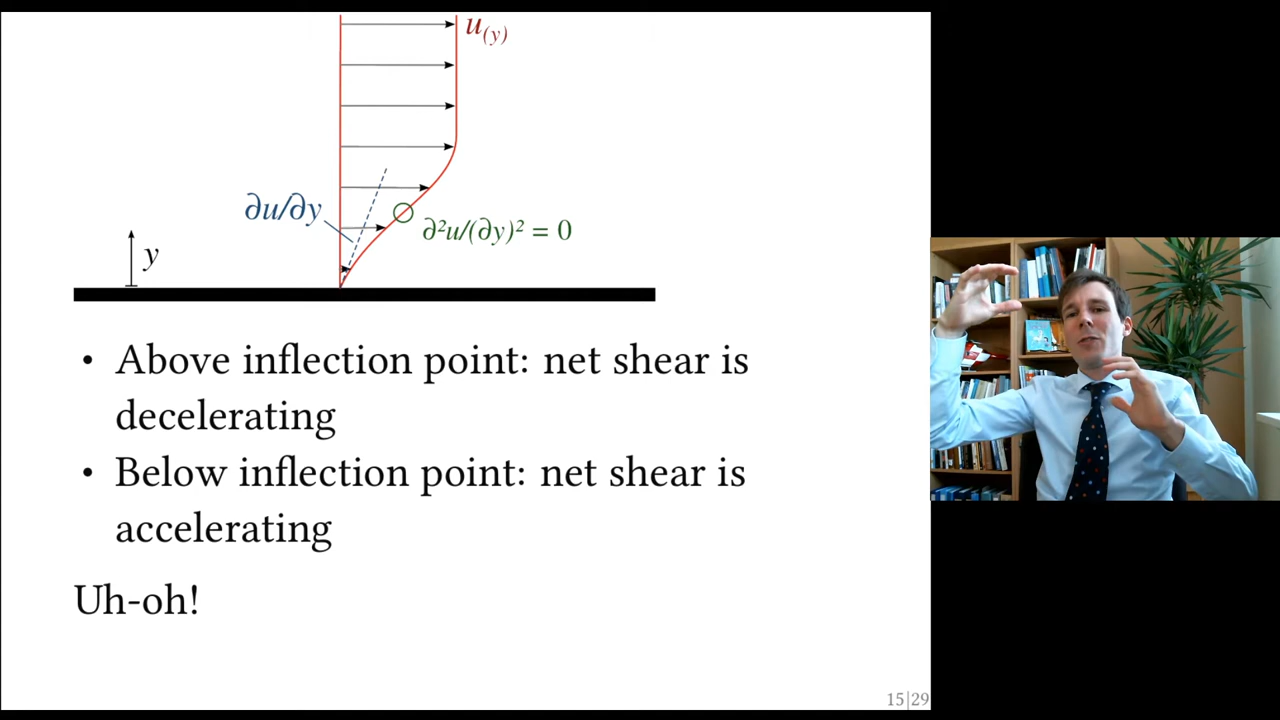 u(y)
∂u/∂y
∂²u/(∂y)² = 0
y
• Above inflection point: net shear is
decelerating
• Below inflection point: net shear is
accelerating
Uh-oh!
15|29